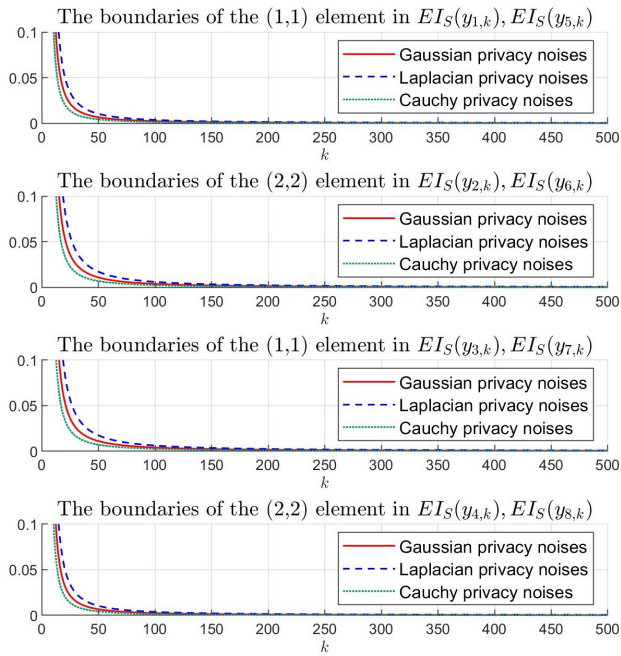 The boundaries of the (1,1) element in EI_S(y_{1,k}), EI_S(y_{5,k})
0.1
Gaussian privacy noises
Laplacian privacy noises
0.05
Cauchy privacy noises
0
0 50 100 150 200 250 300 350 400 450 500
k
The boundaries of the (2,2) element in EI_S(y_{2,k}), EI_S(y_{6,k})
0.1
Gaussian privacy noises
Laplacian privacy noises
0.05
Cauchy privacy noises
0
0 50 100 150 200 250 300 350 400 450 500
k
The boundaries of the (1,1) element in EI_S(y_{3,k}), EI_S(y_{7,k})
0.1
Gaussian privacy noises
Laplacian privacy noises
0.05
Cauchy privacy noises
0
0 50 100 150 200 250 300 350 400 450 500
k
The boundaries of the (2,2) element in EI_S(y_{4,k}), EI_S(y_{8,k})
0.1
Gaussian privacy noises
Laplacian privacy noises
0.05
Cauchy privacy noises
0
0 50 100 150 200 250 300 350 400 450 500
k